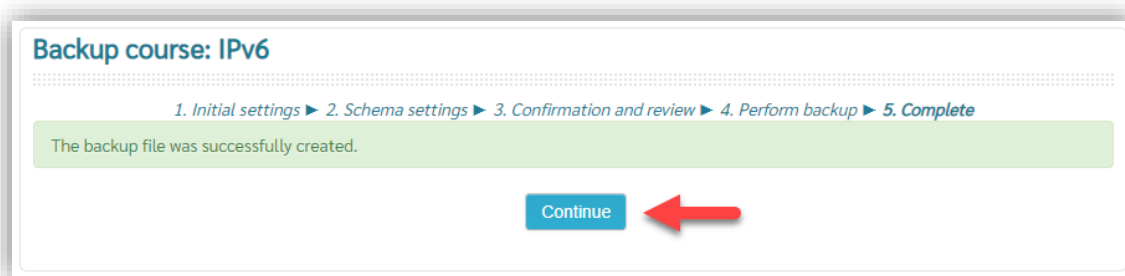 Backup course: IPv6
1. Initial settings ► 2. Schema settings ► 3. Confirmation and review ► 4. Perform backup ► 5. Complete
The backup file was successfully created.
Continue